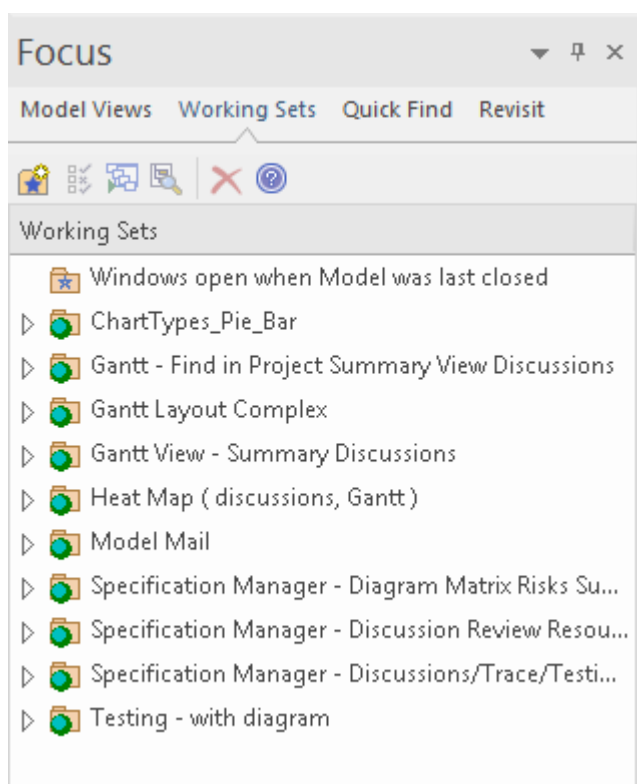 Focus
Model Views Working Sets Quick Find Revisit
Working Sets
Windows open when Model was last closed
ChartTypes_Pie_Bar
Gantt - Find in Project Summary View Discussions
Gantt Layout Complex
Gantt View - Summary Discussions
Heat Map ( discussions, Gantt )
Model Mail
Specification Manager - Diagram Matrix Risks Su...
Specification Manager - Discussion Review Resou...
Specification Manager - Discussions/Trace/Testi...
Testing - with diagram